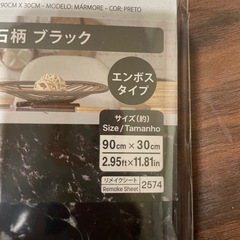 90CM X 30CM - MODELO: MÁRMORE - COR: PRETO
石柄 ブラック
エンボス
タイプ
サイズ(約)
Size/Tamanho
90cm×30cm
2.95ft×11.81in
リメイクシート
Remake Sheet
2574